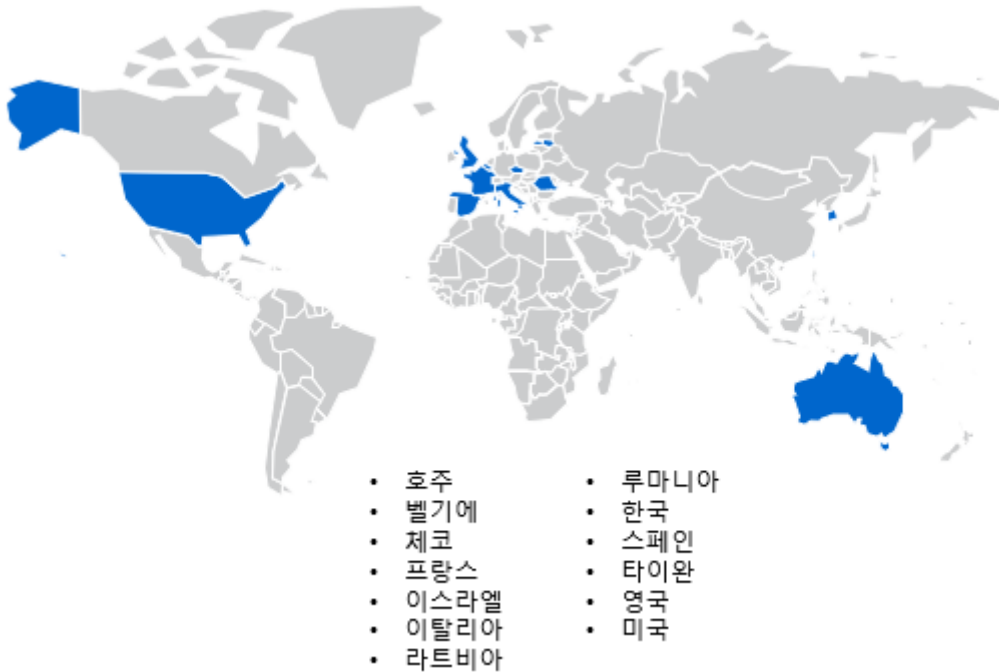 호주
벨기에
체코
프랑스
이스라엘
이탈리아
라트비아
루마니아
한국
스페인
타이완
영국
미국